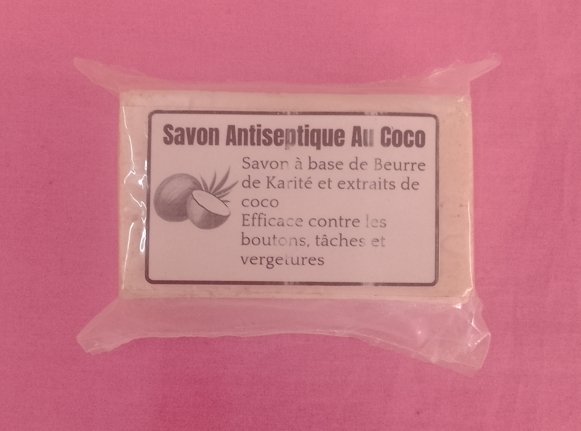 Savon Antiseptique Au Coco
Savon à base de Beurre
de Karité et extraits de
coco
Efficace contre les
boutons, tâches et
vergetures